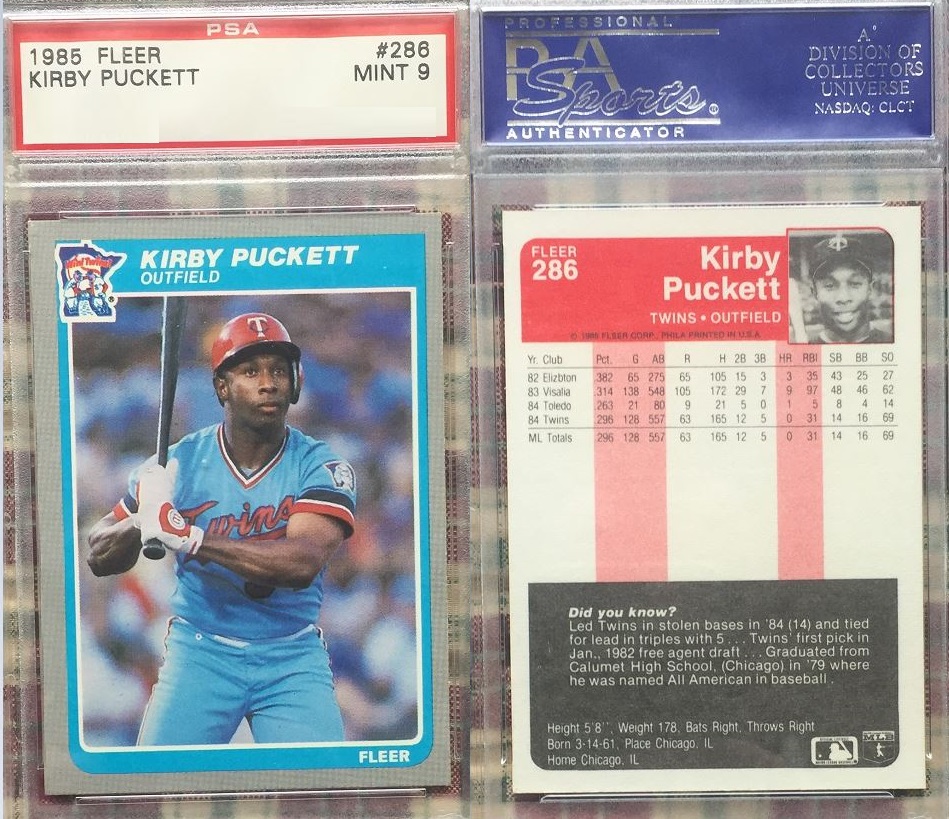 PSA
1985 FLEER #286
KIRBY PUCKETT MINT 9
PROFESSIONAL
PSA
Sports
AUTHENTICATOR
A
DIVISION OF
COLLECTORS
UNIVERSE
NASDAQ: CLCT
KIRBY PUCKETT
OUTFIELD
T
Twins
FLEER
FLEER
286
Kirby
Puckett
TWINS • OUTFIELD
© 1985 FLEER CORP., PHILA PRINTED IN U.S.A.
Yr. Club Pct. G AB R H 2B 3B HR RBI SB BB SO
82 Elizbton 382 65 275 65 105 15 3 3 35 43 25 27
83 Visalia 314 138 548 105 172 29 7 9 97 48 46 62
84 Toledo 263 21 80 9 21 5 0 1 5 8 4 14
84 Twins 296 128 557 63 165 12 5 0 31 14 16 69
ML Totals 296 128 557 63 165 12 5 0 31 14 16 69
Did you know?
Led Twins in stolen bases in '84 (14) and tied
for lead in triples with 5 . . . Twins' first pick in
Jan., 1982 free agent draft . . . Graduated from
Calumet High School, (Chicago) in '79 where
he was named All American in baseball .
Height 5'8'', Weight 178, Bats Right, Throws Right
Born 3-14-61, Place Chicago, IL
Home Chicago, IL